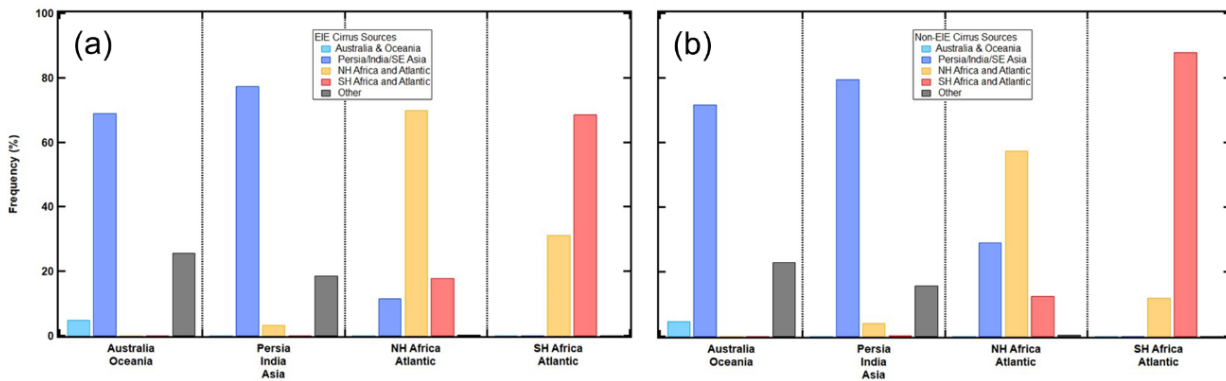 (a)
EIE Cirrus Sources
Australia & Oceania
Persia/India/SE Asia
NH Africa and Atlantic
SH Africa and Atlantic
Other
Frequency (%)
100
80
60
40
20
0
Australia
Oceania
Persia
India
Asia
NH Africa
Atlantic
SH Africa
Atlantic
(b)
Non-EIE Cirrus Sources
Australia & Oceania
Persia/India/SE Asia
NH Africa and Atlantic
SH Africa and Atlantic
Other
Australia
Oceania
Persia
India
Asia
NH Africa
Atlantic
SH Africa
Atlantic